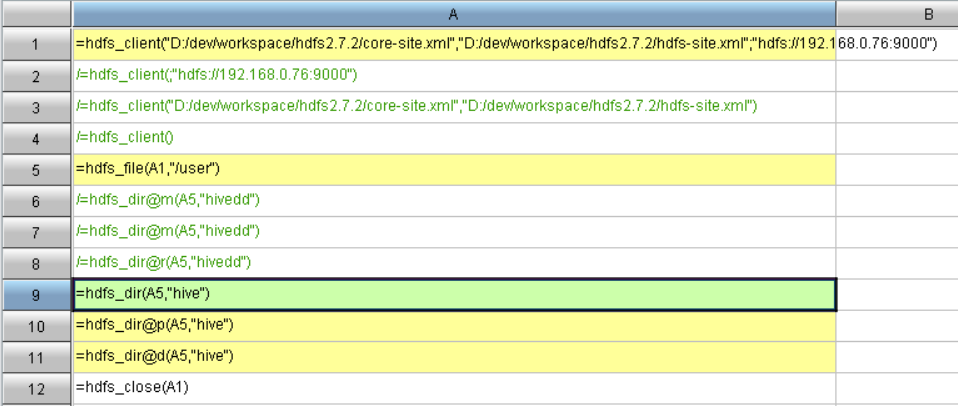 A B
1 =hdfs_client("D:/dev/workspace/hdfs2.7.2/core-site.xml","D:/dev/workspace/hdfs2.7.2/hdfs-site.xml";"hdfs://192.168.0.76:9000")
2 /=hdfs_client(;"hdfs://192.168.0.76:9000")
3 /=hdfs_client("D:/dev/workspace/hdfs2.7.2/core-site.xml","D:/dev/workspace/hdfs2.7.2/hdfs-site.xml")
4 /=hdfs_client()
5 =hdfs_file(A1,"/user")
6 /=hdfs_dir@m(A5,"hivedd")
7 /=hdfs_dir@m(A5,"hivedd")
8 /=hdfs_dir@r(A5,"hivedd")
9 =hdfs_dir(A5,"hive")
10 =hdfs_dir@p(A5,"hive")
11 =hdfs_dir@d(A5,"hive")
12 =hdfs_close(A1)